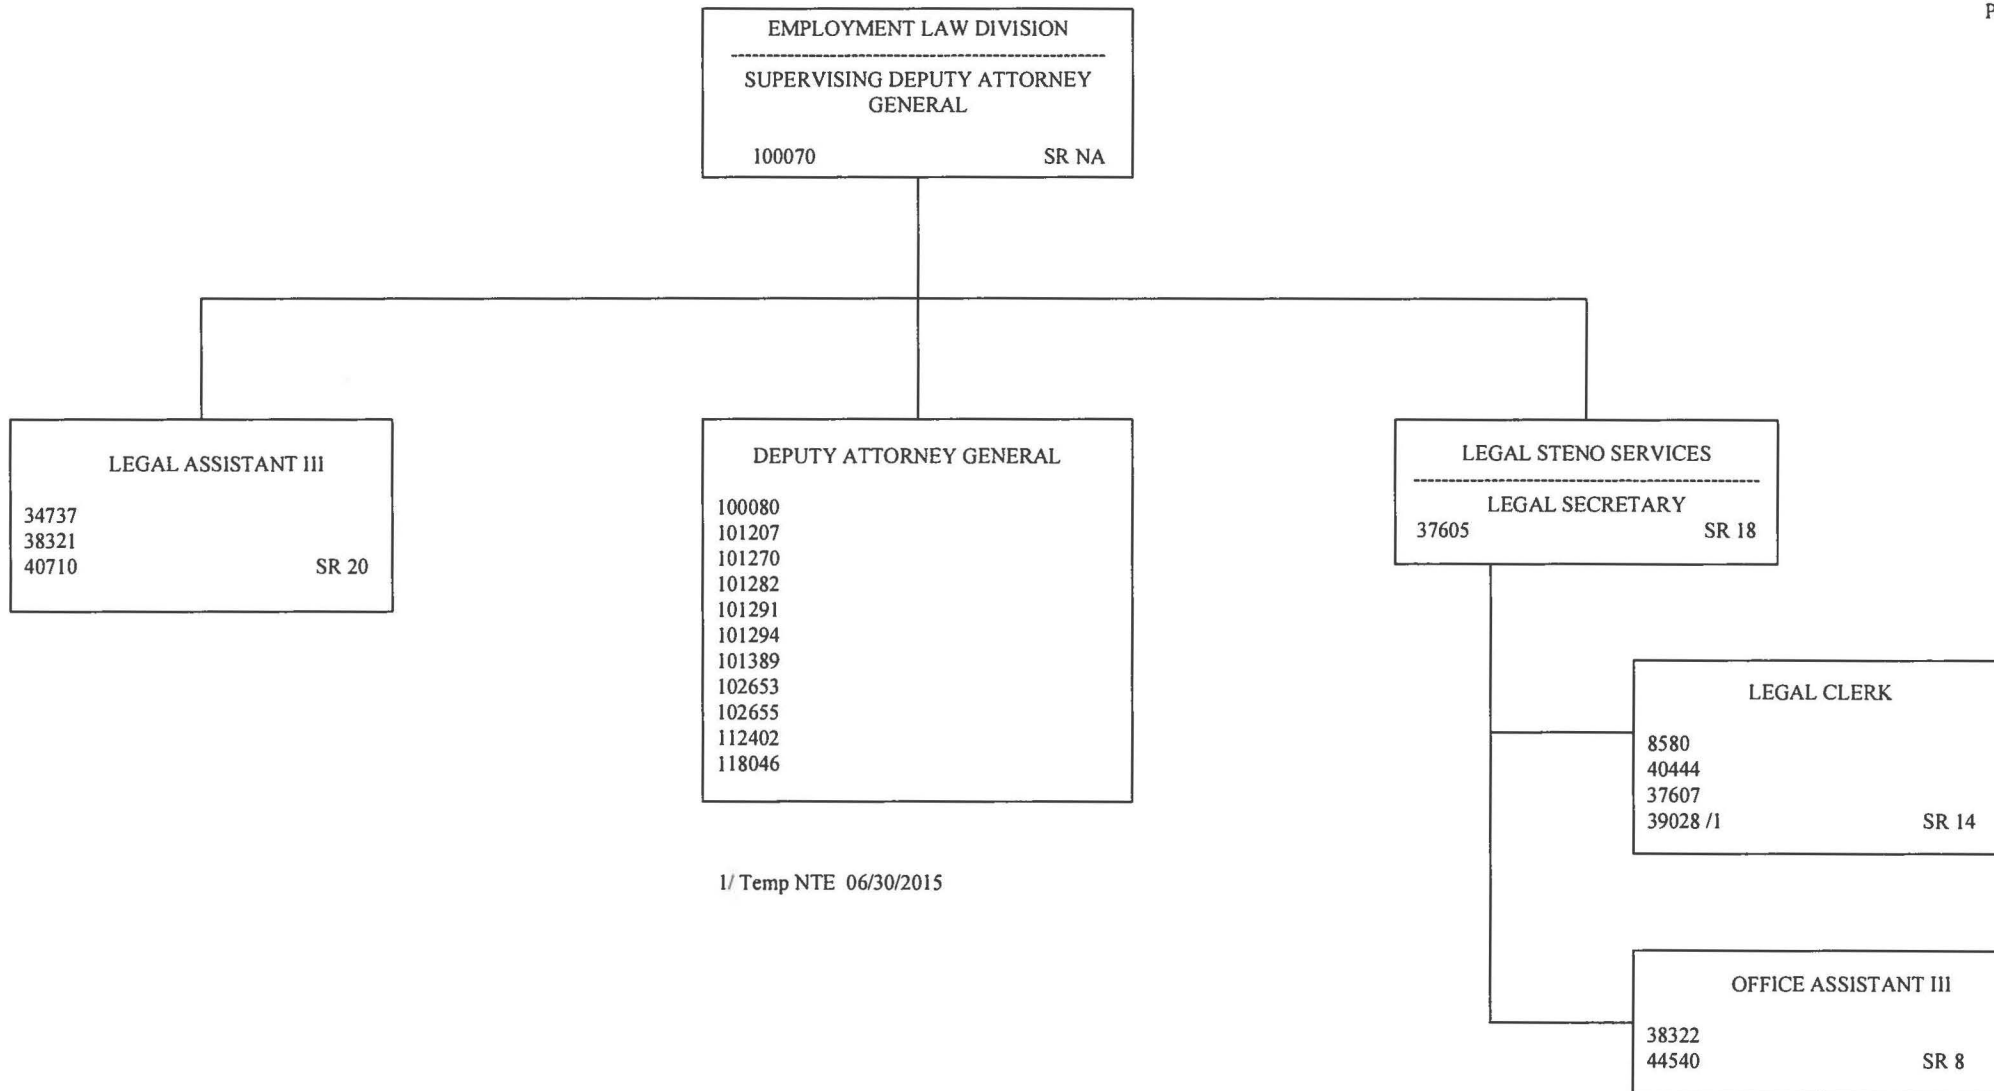 P
EMPLOYMENT LAW DIVISION
SUPERVISING DEPUTY ATTORNEY
GENERAL
100070 SR NA
LEGAL ASSISTANT III
34737
38321
40710 SR 20
DEPUTY ATTORNEY GENERAL
100080
101207
101270
101282
101291
101294
101389
102653
102655
112402
118046
LEGAL STENO SERVICES
LEGAL SECRETARY
37605 SR 18
LEGAL CLERK
8580
40444
37607
39028 /1 SR 14
1/ Temp NTE 06/30/2015
OFFICE ASSISTANT III
38322
44540 SR 8